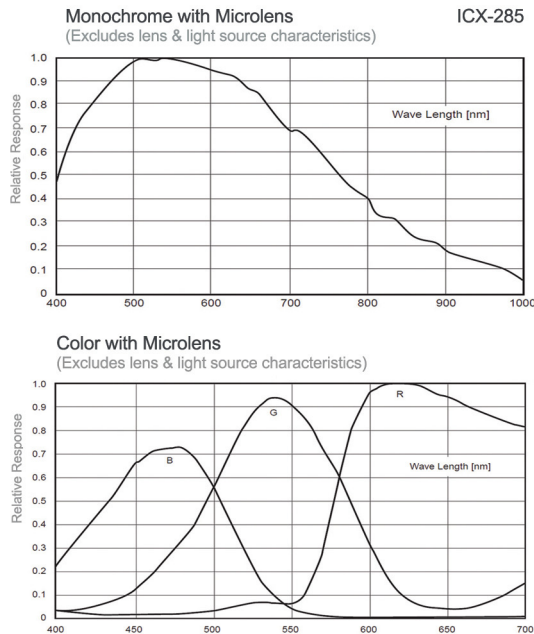 Monochrome with Microlens ICX-285
(Excludes lens & light source characteristics)
1.0
0.9
0.8
0.7
0.6
0.5
0.4
0.3
0.2
0.1
0
Relative Response
Wave Length [nm]
400 500 600 700 800 900 1000
Color with Microlens
(Excludes lens & light source characteristics)
1.0
0.9
0.8
0.7
0.6
0.5
0.4
0.3
0.2
0.1
0
Relative Response
B
G
R
Wave Length [nm]
400 450 500 550 600 650 700